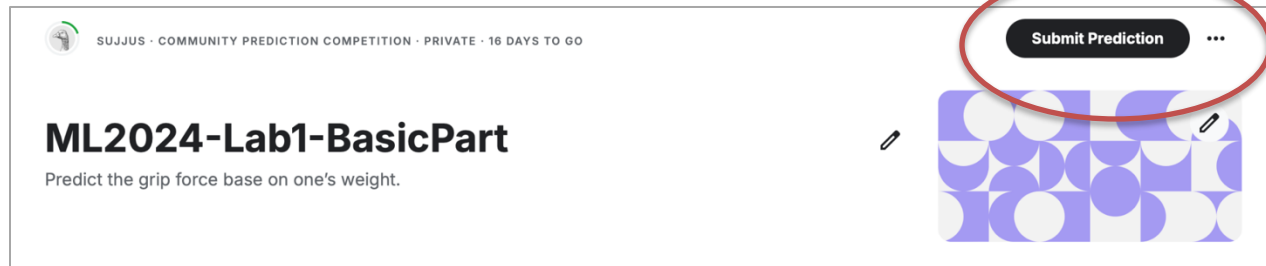 SUJJUS · COMMUNITY PREDICTION COMPETITION · PRIVATE · 16 DAYS TO GO
Submit Prediction
ML2024-Lab1-BasicPart
Predict the grip force base on one's weight.